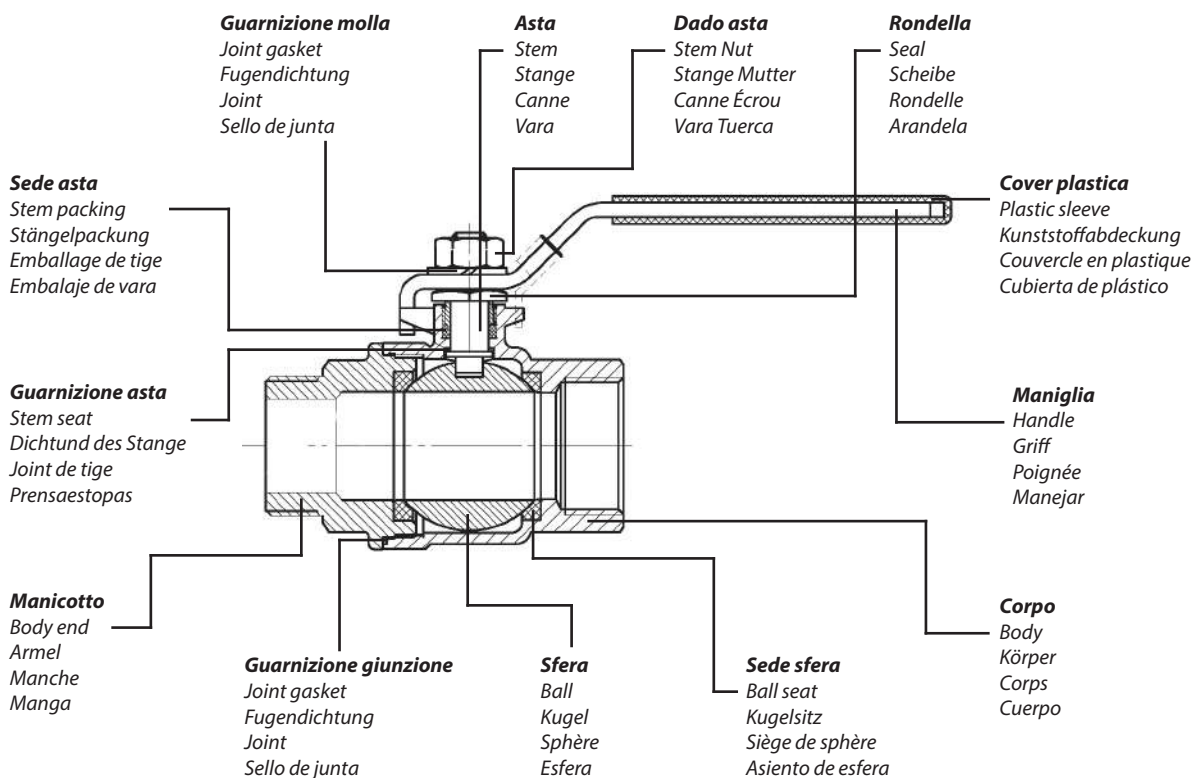 Guarnizione molla
Joint gasket
Fugendichtung
Joint
Sello de junta
Asta
Stem
Stange
Canne
Vara
Dado asta
Stem Nut
Stange Mutter
Canne Écrou
Vara Tuerca
Rondella
Seal
Scheibe
Rondelle
Arandela
Sede asta
Stem packing
Stängelpackung
Emballage de tige
Embalaje de vara
Cover plastica
Plastic sleeve
Kunststoffabdeckung
Couvercle en plastique
Cubierta de plástico
Guarnizione asta
Stem seat
Dichtund des Stange
Joint de tige
Prensaestopas
Maniglia
Handle
Griff
Poignée
Manejar
Manicotto
Body end
Armel
Manche
Manga
Guarnizione giunzione
Joint gasket
Fugendichtung
Joint
Sello de junta
Sfera
Ball
Kugel
Sphère
Esfera
Sede sfera
Ball seat
Kugelsitz
Siège de sphère
Asiento de esfera
Corpo
Body
Körper
Corps
Cuerpo